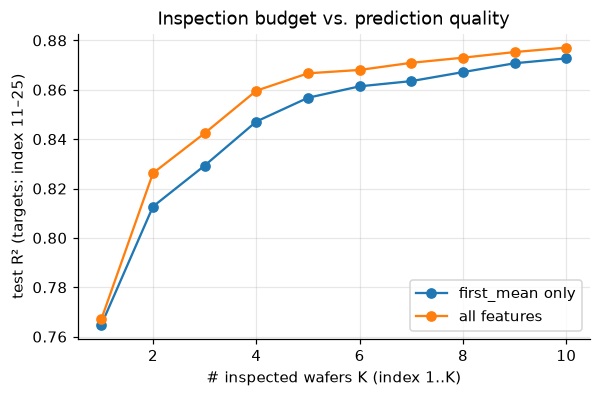 Inspection budget vs. prediction quality
test R² (targets: index 11–25)
0.88
0.86
0.84
0.82
0.80
0.78
0.76
first_mean only
all features
2
4
6
8
10
# inspected wafers K (index 1..K)